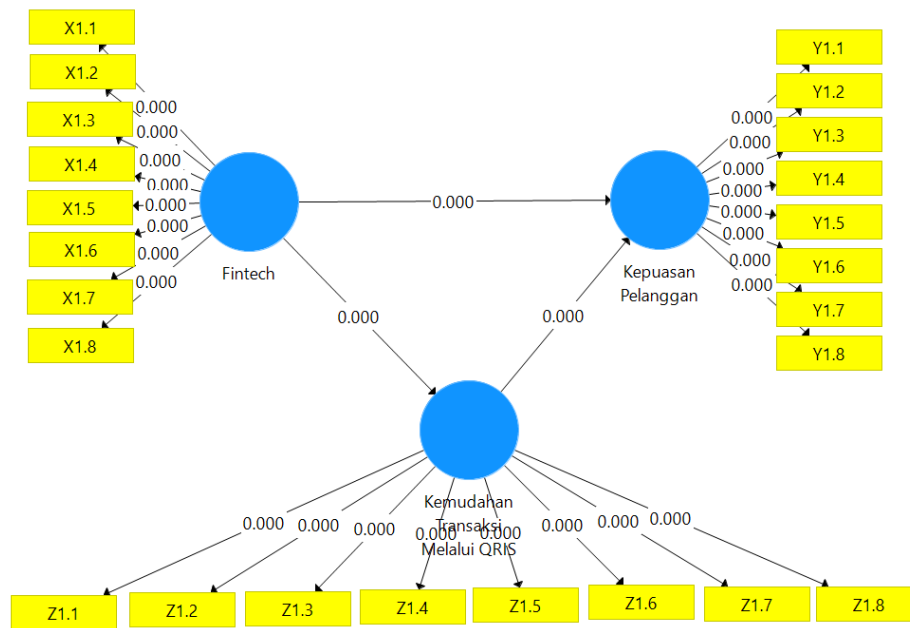 X1.1
X1.2
X1.3
X1.4
X1.5
X1.6
X1.7
X1.8
0.000
0.000
0.000
0.000
0.000
0.000
0.000
0.000
Fintech
0.000
0.000
0.000
Kepuasan
Pelanggan
0.000
0.000
0.000
0.000
0.000
0.000
0.000
0.000
Y1.1
Y1.2
Y1.3
Y1.4
Y1.5
Y1.6
Y1.7
Y1.8
Kemudahan
Transaksi
Melalui QRIS
0.000
0.000
0.000
0.000
0.000
0.000
0.000
0.000
Z1.1
Z1.2
Z1.3
Z1.4
Z1.5
Z1.6
Z1.7
Z1.8